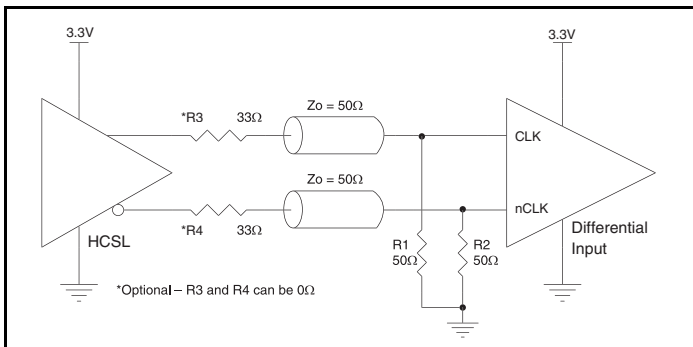 3.3V
3.3V
*R3
33Ω
Zo = 50Ω
CLK
Zo = 50Ω
nCLK
HCSL
*R4
33Ω
R1
50Ω
R2
50Ω
Differential
Input
*Optional – R3 and R4 can be 0Ω